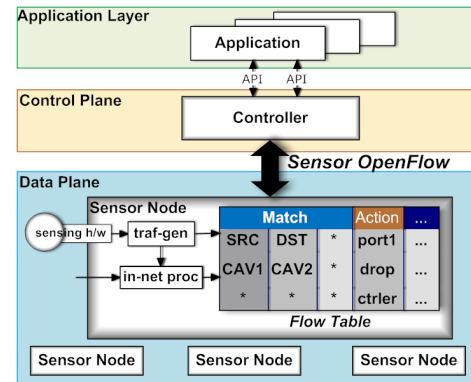 Application Layer
Application
API API
Control Plane
Controller
Sensor OpenFlow
Data Plane
Sensor Node
sensing h/w traf-gen
in-net proc
Match Action ...
SRC DST * port1 ...
CAV1 CAV2 * drop ...
* * * ctrler ...
Flow Table
Sensor Node Sensor Node Sensor Node